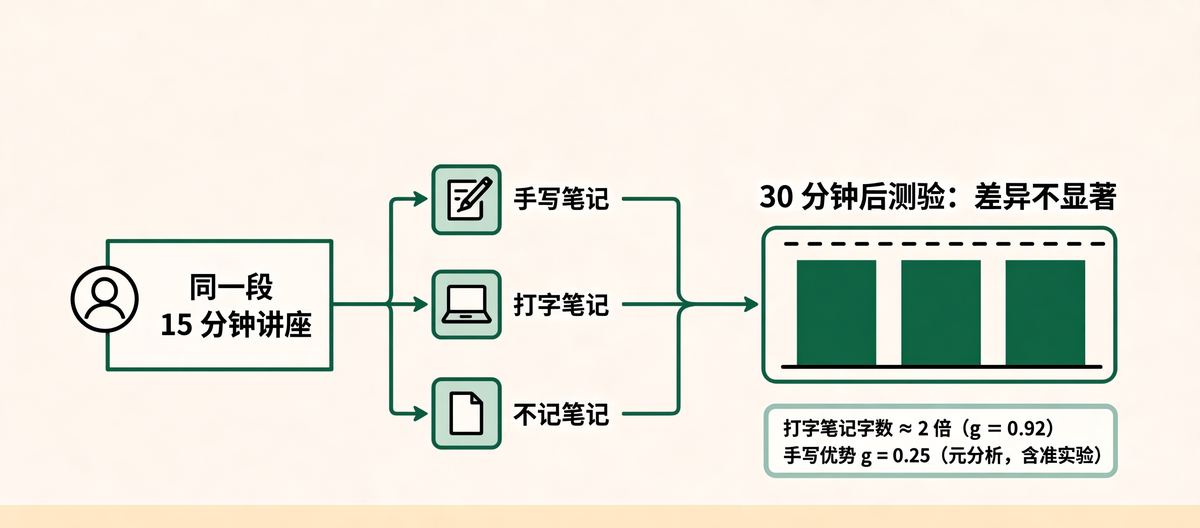 同一段
15 分钟讲座
手写笔记
打字笔记
不记笔记
30 分钟后测验：差异不显著
打字笔记字数 ≈ 2 倍（g = 0.92）
手写优势 g = 0.25（元分析，含准实验）